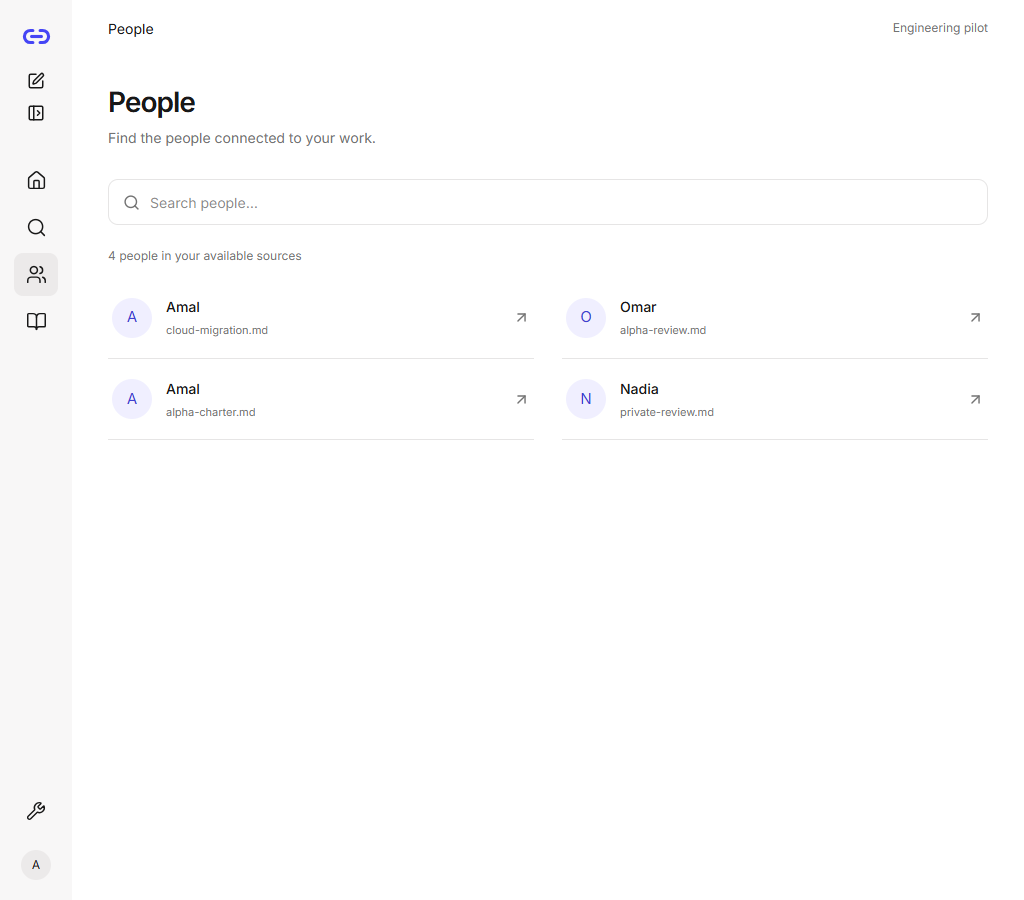 People
Engineering pilot
People
Find the people connected to your work.
Search people...
4 people in your available sources
A
Amal
cloud-migration.md
O
Omar
alpha-review.md
A
Amal
alpha-charter.md
N
Nadia
private-review.md
A